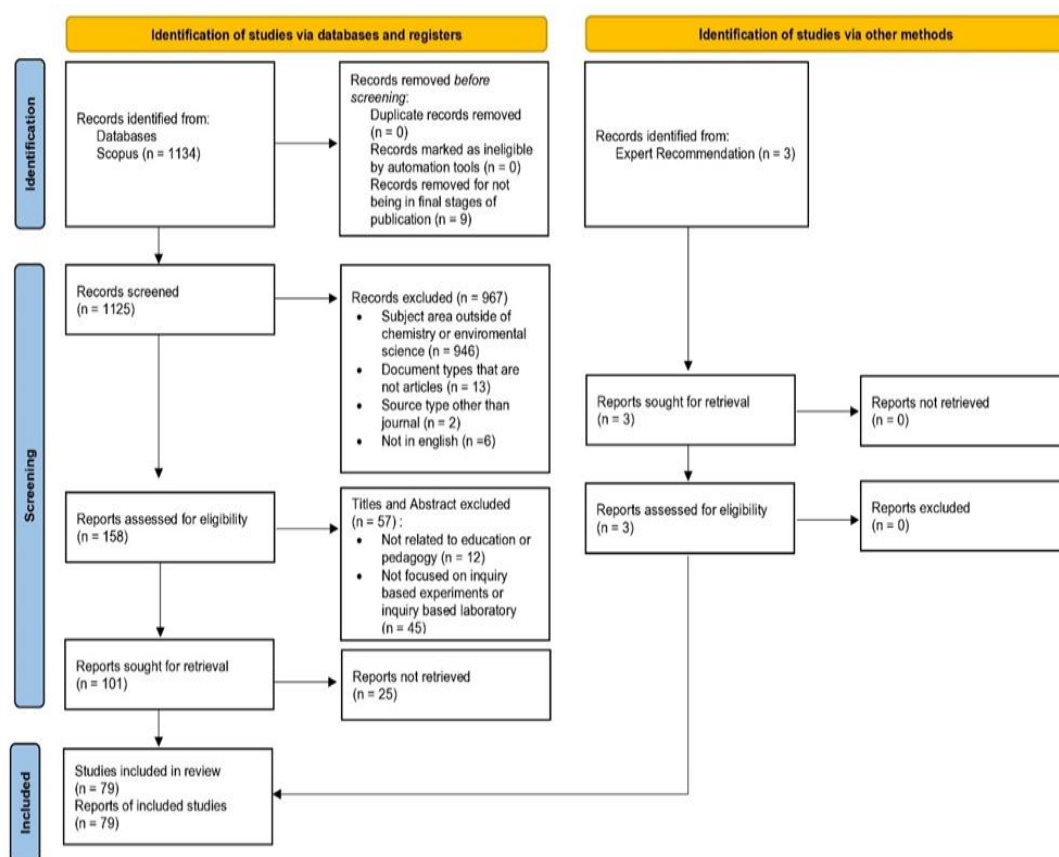 Identification of studies via databases and registers
Identification of studies via other methods
Identification
Records identified from:
Databases
Scopus (n = 1134)
Records removed before
screening:
Duplicate records removed
(n = 0)
Records marked as ineligible
by automation tools (n = 0)
Records removed for not
being in final stages of
publication (n = 9)
Records identified from:
Expert Recommendation (n = 3)
Screening
Records screened
(n = 1125)
Records excluded (n = 967)
• Subject area outside of
chemistry or enviromental
science (n = 946)
• Document types that are
not articles (n = 13)
• Source type other than
journal (n = 2)
• Not in english (n =6)
Reports sought for retrieval
(n = 3)
Reports not retrieved
(n = 0)
Reports assessed for eligibility
(n = 158)
Titles and Abstract excluded
(n = 57) :
• Not related to education or
pedagogy (n = 12)
• Not focused on inquiry
based experiments or
inquiry based laboratory
(n = 45)
Reports assessed for eligibility
(n = 3)
Reports excluded
(n = 0)
Reports sought for retrieval
(n = 101)
Reports not retrieved
(n = 25)
Included
Studies included in review
(n = 79)
Reports of included studies
(n = 79)